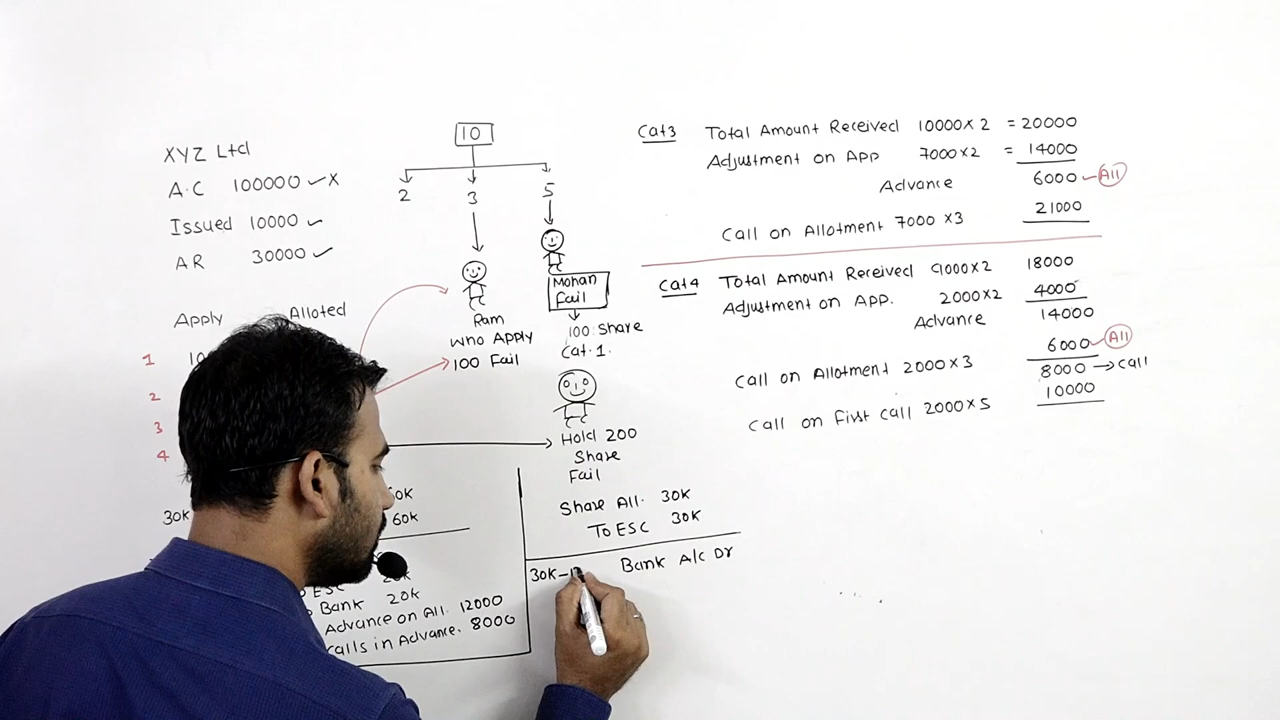 XYZ Ltd
A.C 100000 ✓ X
Issued 10000 ✓
AR 30000 ✓
Apply Alloted
1 10
2
3
4
30K 60K
60K
ESC 20K
Bank 20K
Advance on All. 12000
calls in Advance. 8000
10
2 3 5
Ram
who Apply
100 Fail
Mohan
Fail
100 Share
Cat. 1.
Hold 200
Share
Fail
Share All. 30K
To ESC 30K
30K - Bank A/c Dr
Cat3 Total Amount Received 10000 X 2 = 20000
Adjustment on App 7000 X 2 = 14000
Advance 6000 All
Call on Allotment 7000 X 3 21000
Cat4 Total Amount Received 9000 X 2 18000
Adjustment on App. 2000 X 2 4000
Advance 14000
6000 All
Call on Allotment 2000 X 3 8000 → Call
Call on First Call 2000 X 5 10000